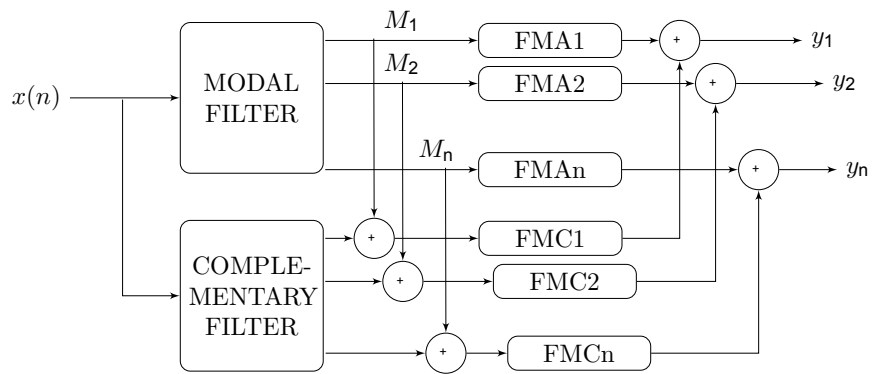 M1
FMA1
+
y1
M2
FMA2
+
y2
x(n)
MODAL
FILTER
Mn
FMAn
+
yn
COMPLE-
MENTARY
FILTER
+
FMC1
+
FMC2
+
FMCn